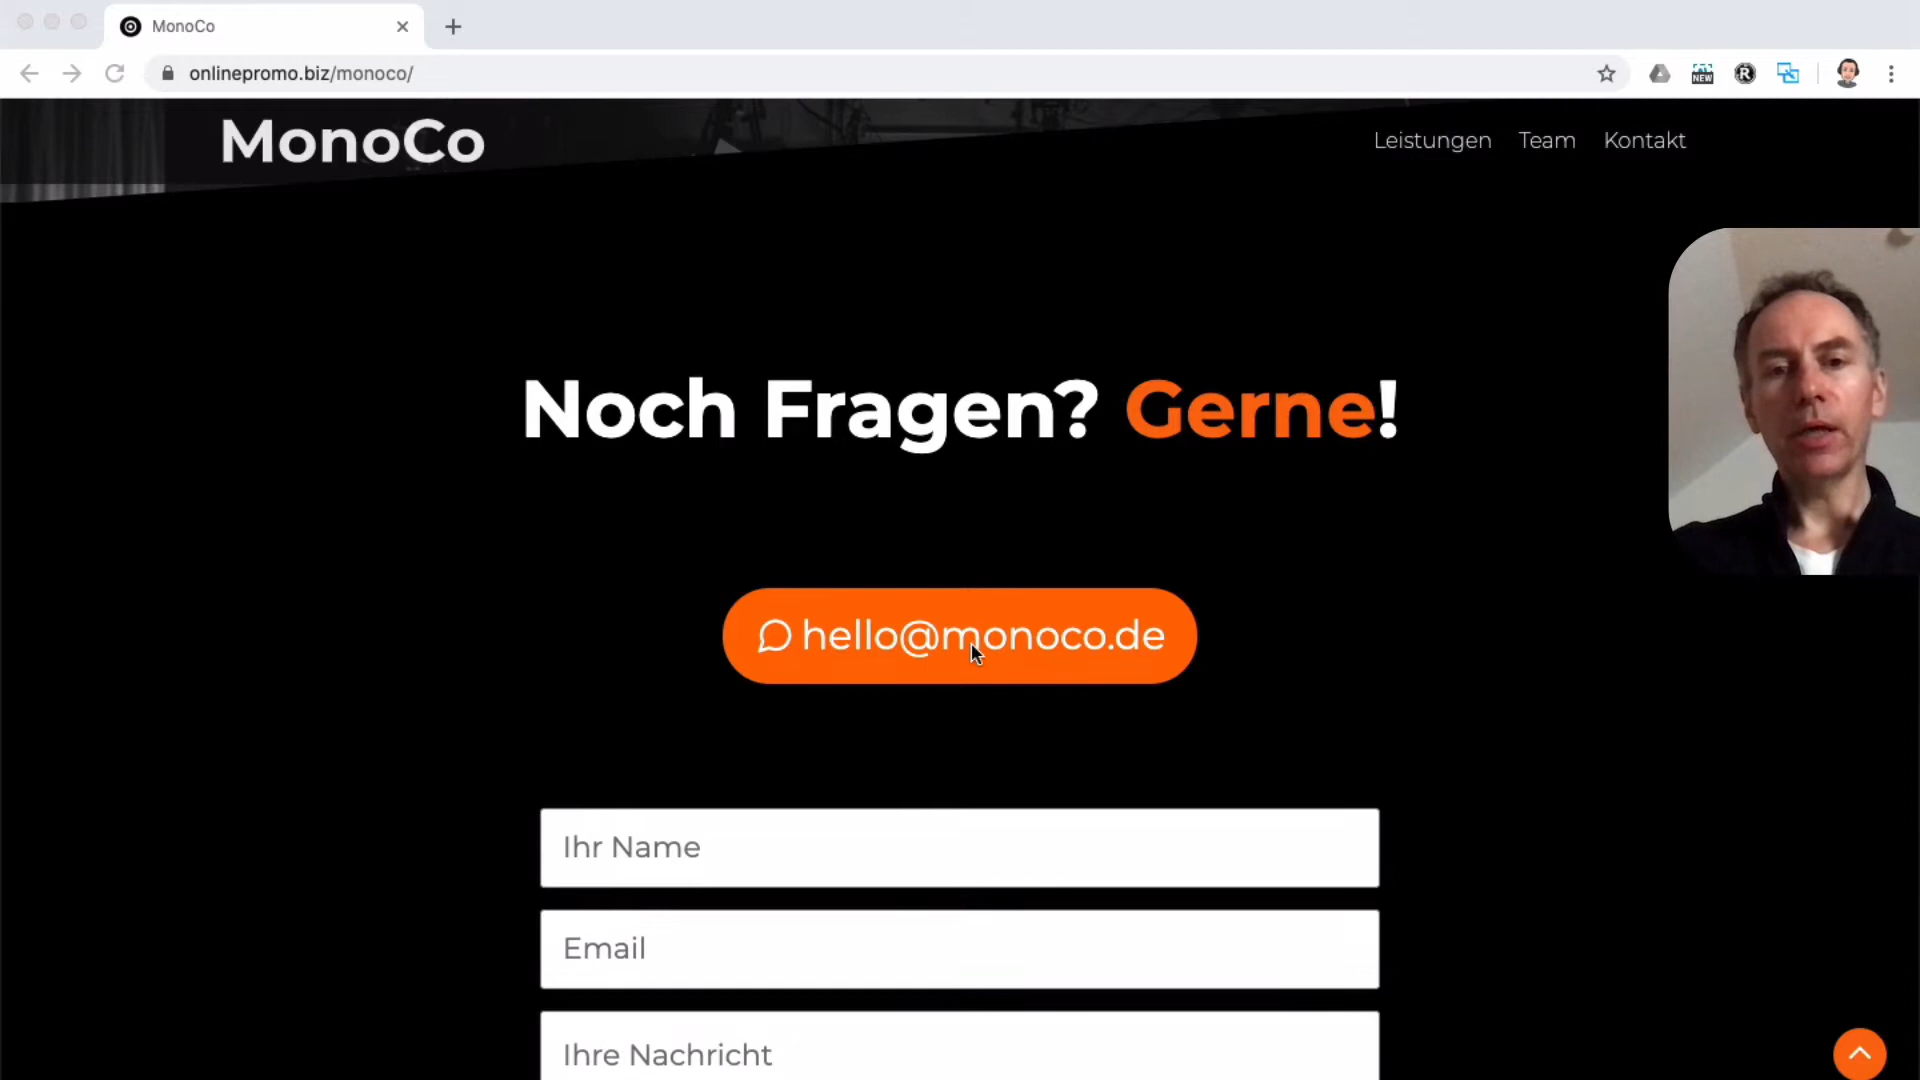 MonoCo
onlinepromo.biz/monoco/
NEW
R
MonoCo
Leistungen Team Kontakt
Noch Fragen? Gerne!
hello@monoco.de
Ihr Name
Email
Ihre Nachricht